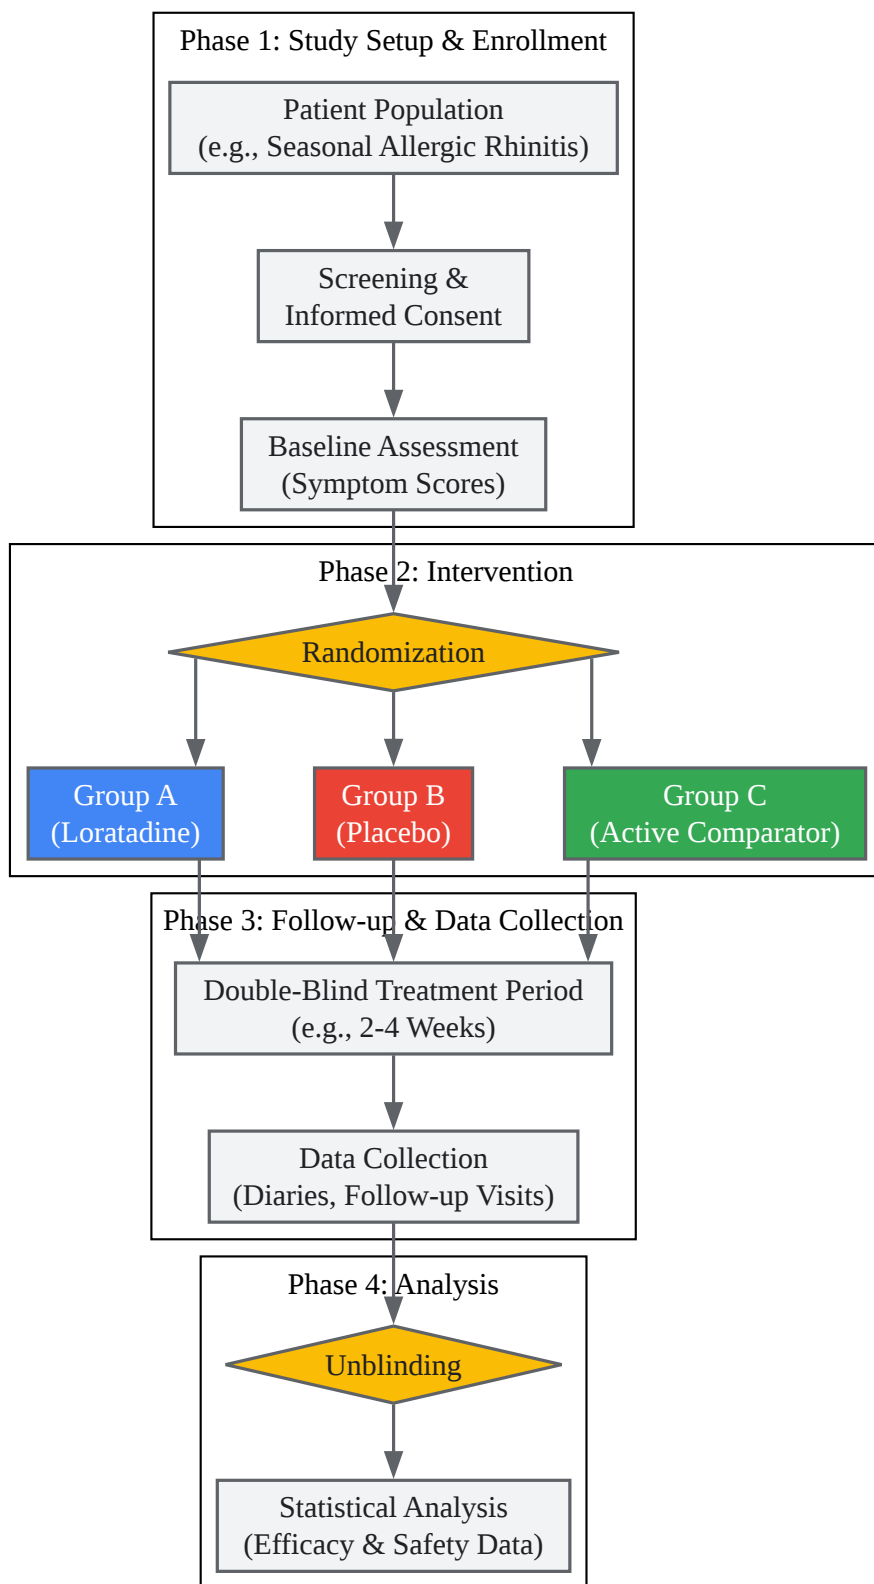 Phase 1: Study Setup & Enrollment
Patient Population
(e.g., Seasonal Allergic Rhinitis)
Screening &
Informed Consent
Baseline Assessment
(Symptom Scores)
Phase 2: Intervention
Randomization
Group A
(Loratadine)
Group B
(Placebo)
Group C
(Active Comparator)
Phase 3: Follow-up & Data Collection
Double-Blind Treatment Period
(e.g., 2-4 Weeks)
Data Collection
(Diaries, Follow-up Visits)
Phase 4: Analysis
Unblinding
Statistical Analysis
(Efficacy & Safety Data)